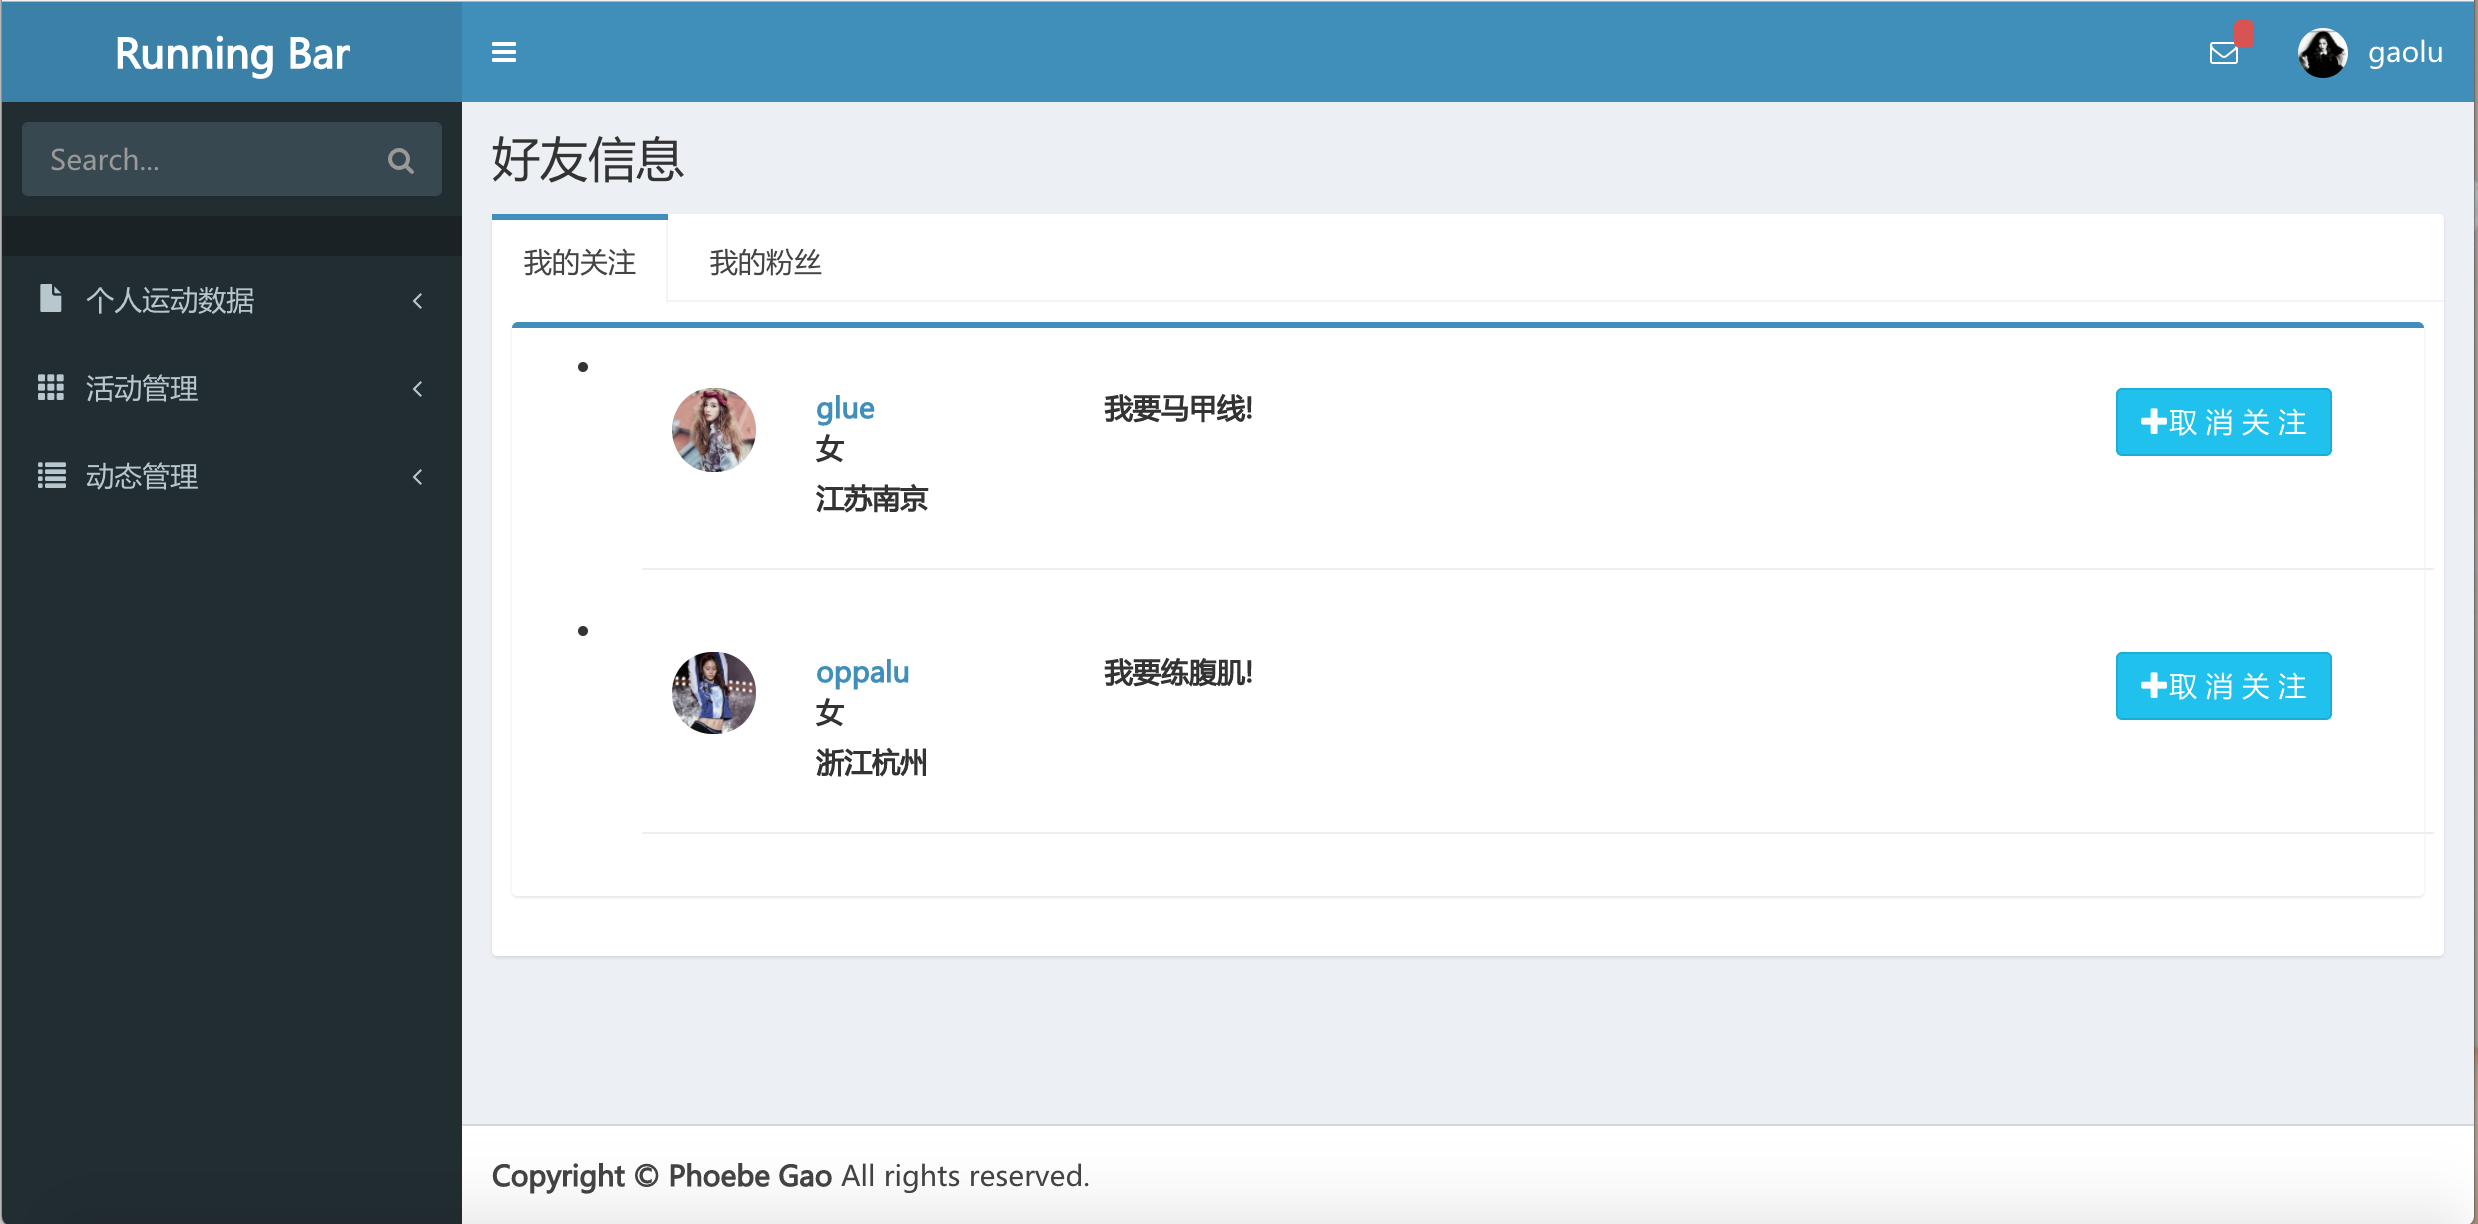 Running Bar
gaolu
Search...
个人运动数据
活动管理
动态管理
好友信息
我的关注
我的粉丝
glue
女
江苏南京
我要马甲线!
取 消 关 注
oppalu
女
浙江杭州
我要练腹肌!
取 消 关 注
Copyright © Phoebe Gao All rights reserved.